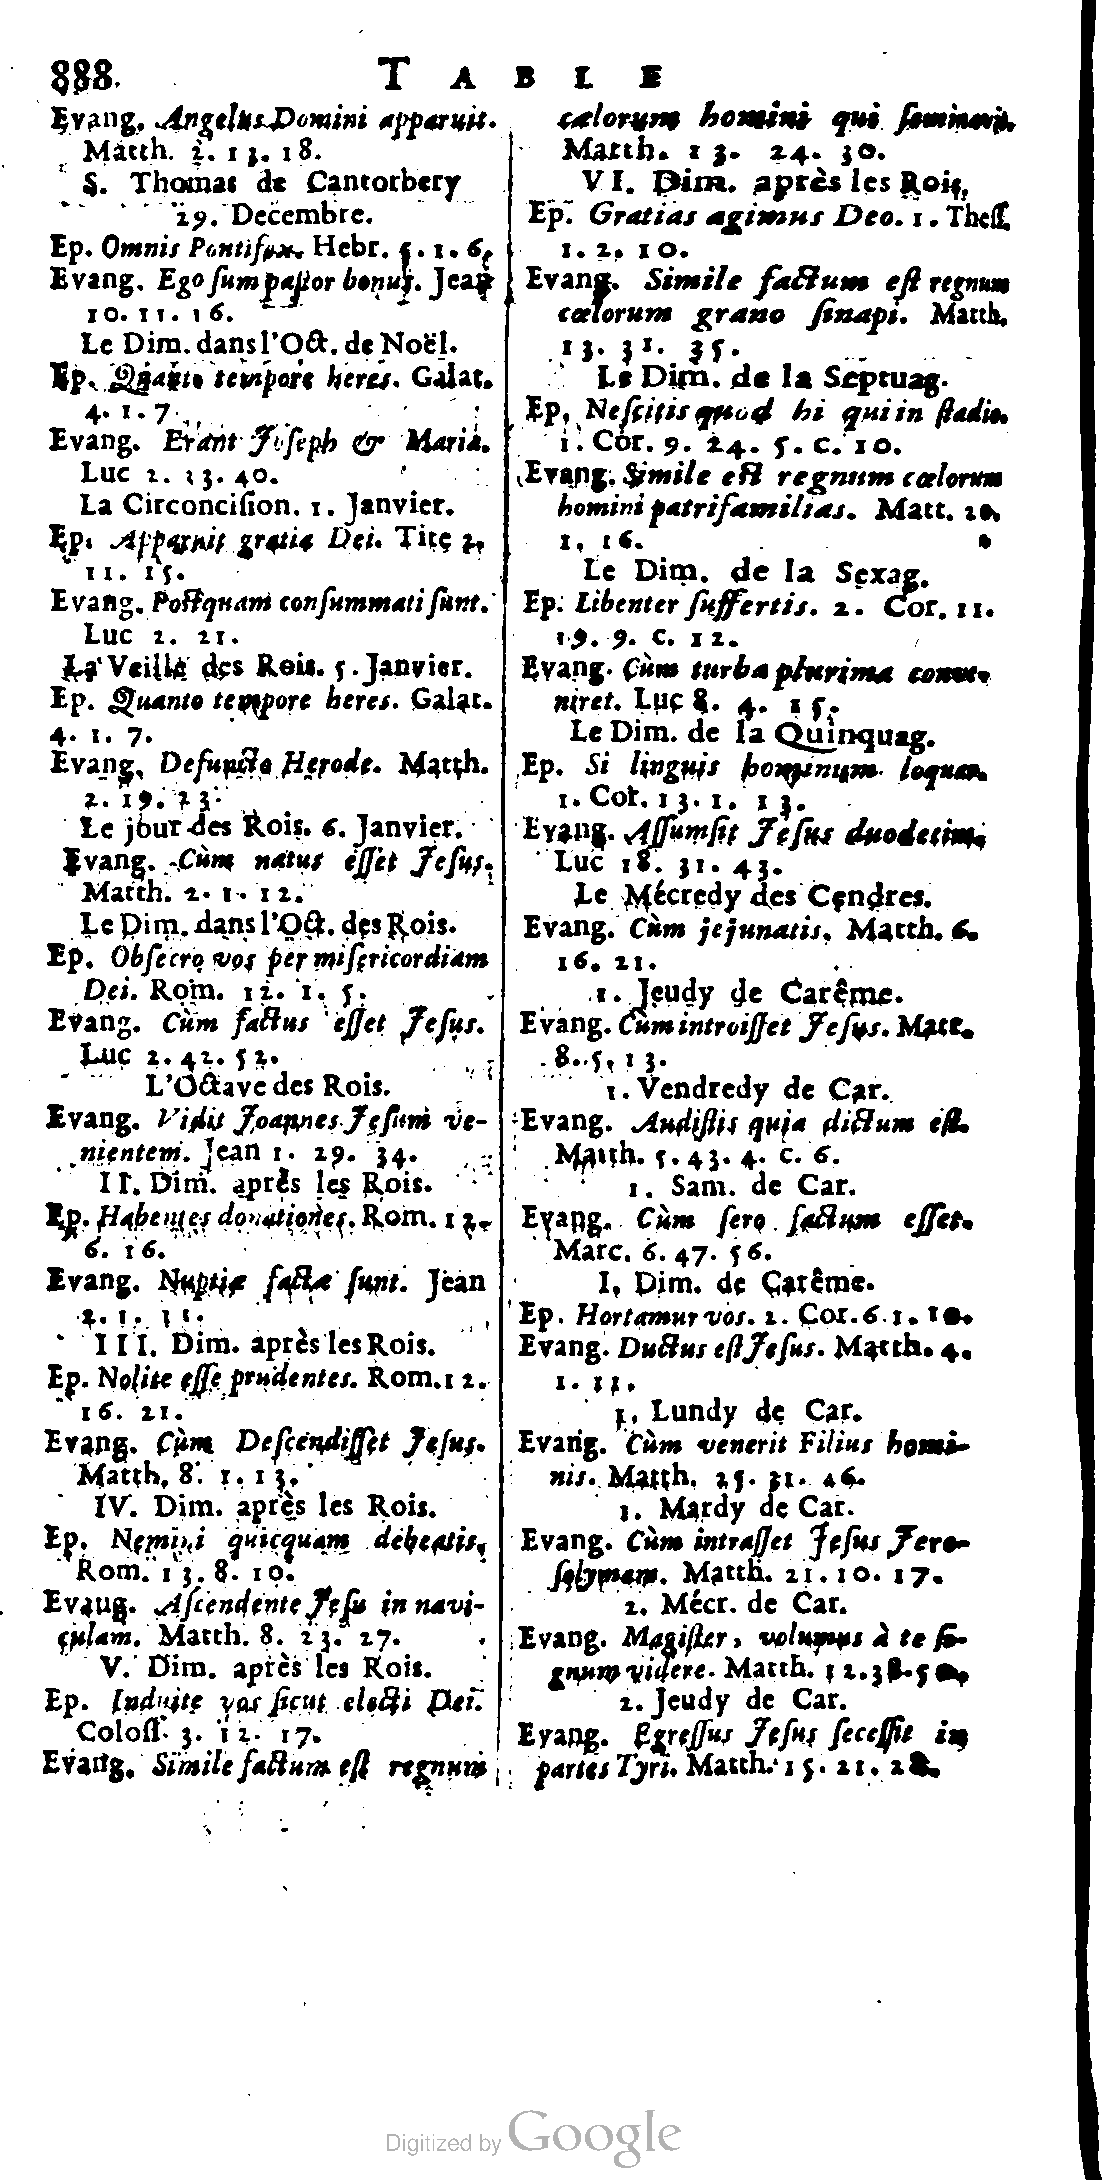 888. TABLE
Evang. Angelus Domini apparuit.
Matth. 2. 13. 18.
S. Thomas de Cantorbery
29. Decembre.
Ep. Omnis Pontifex. Hebr. 5. 1. 6.
Evang. Ego ſum paſtor bonus. Jean
10. 11. 16.
Le Dim. dans l'Oct. de Noël.
Ep. Quanto tempore heres. Galat.
4. 1. 7.
Evang. Erant Joſeph & Maria.
Luc 2. 33. 40.
La Circonciſion. 1. Janvier.
Ep. Apparuit gratia Dei. Tite 2.
11. 15.
Evang. Poſtquam conſummati ſunt.
Luc 2. 21.
La Veille des Rois. 5. Janvier.
Ep. Quanto tempore heres. Galat.
4. 1. 7.
Evang. Defuncto Herode. Matth.
2. 19. 23.
Le jour des Rois. 6. Janvier.
Evang. Cùm natus eſſet Jeſus.
Matth. 2. 1. 12.
Le Dim. dans l'Oct. des Rois.
Ep. Obſecro vos per miſericordiam
Dei. Rom. 12. 1. 5.
Evang. Cùm factus eſſet Jeſus.
Luc 2. 42. 52.
L'Octave des Rois.
Evang. Vidit Joannes Jeſum ve-
nientem. Jean 1. 29. 34.
II. Dim. après les Rois.
Ep. Habentes donationes. Rom. 12.
6. 16.
Evang. Nuptiæ factæ ſunt. Jean
2. 1. 11.
III. Dim. après les Rois.
Ep. Nolite eſſe prudentes. Rom. 12.
16. 21.
Evang. Cùm Deſcendiſſet Jeſus.
Matth. 8. 1. 13.
IV. Dim. après les Rois.
Ep. Nemini quicquam debeatis.
Rom. 13. 8. 10.
Evang. Aſcendente Jeſu in navi-
culam. Matth. 8. 23. 27.
V. Dim. après les Rois.
Ep. Induite vos ſicut electi Dei.
Coloſſ. 3. 12. 17.
Evang. Simile factum eſt regnum
cælorum homini qui ſeminavit.
Matth. 13. 24. 30.
VI. Dim. après les Rois.
Ep. Gratias agimus Deo. 1. Theſſ.
1. 2. 10.
Evang. Simile factum eſt regnum
cœlorum grano ſinapi. Matth.
13. 31. 35.
Le Dim. de la Septuag.
Ep. Neſcitis quod hi qui in ſtadio.
1. Cor. 9. 24. 5. c. 10.
Evang. Simile eſt regnum cœlorum
homini patrifamilias. Matt. 20.
1. 16.
Le Dim. de la Sexag.
Ep. Libenter ſuffertis. 2. Cor. 11.
19. 9. c. 12.
Evang. Cùm turba plurima conve-
niret. Luc 8. 4. 15.
Le Dim. de la Quinquag.
Ep. Si linguis hominum loquar.
1. Cor. 13. 1. 13.
Evang. Aſſumſit Jeſus duodecim.
Luc 18. 31. 43.
Le Mécredy des Cendres.
Evang. Cùm jejunatis. Matth. 6.
16. 21.
1. Jeudy de Carême.
Evang. Cùm introiſſet Jeſus. Matt.
8. 5. 13.
1. Vendredy de Car.
Evang. Audiſtis quia dictum eſt.
Matth. 5. 43. 4. c. 6.
1. Sam. de Car.
Evang. Cùm ſero factum eſſet.
Marc. 6. 47. 56.
I. Dim. de Carême.
Ep. Hortamur vos. 2. Cor. 6. 1. 10.
Evang. Ductus eſt Jeſus. Matth. 4.
1. 11.
1. Lundy de Car.
Evang. Cùm venerit Filius homi-
nis. Matth. 25. 31. 46.
1. Mardy de Car.
Evang. Cùm intraſſet Jeſus Jero-
ſolymam. Matth. 21. 10. 17.
2. Mécr. de Car.
Evang. Magiſter, volumus à te ſi-
gnum videre. Matth. 12. 38. 50.
2. Jeudy de Car.
Evang. Egreſſus Jeſus ſeceſſit in
partes Tyri. Matth. 15. 21. 28.
Digitized by Google